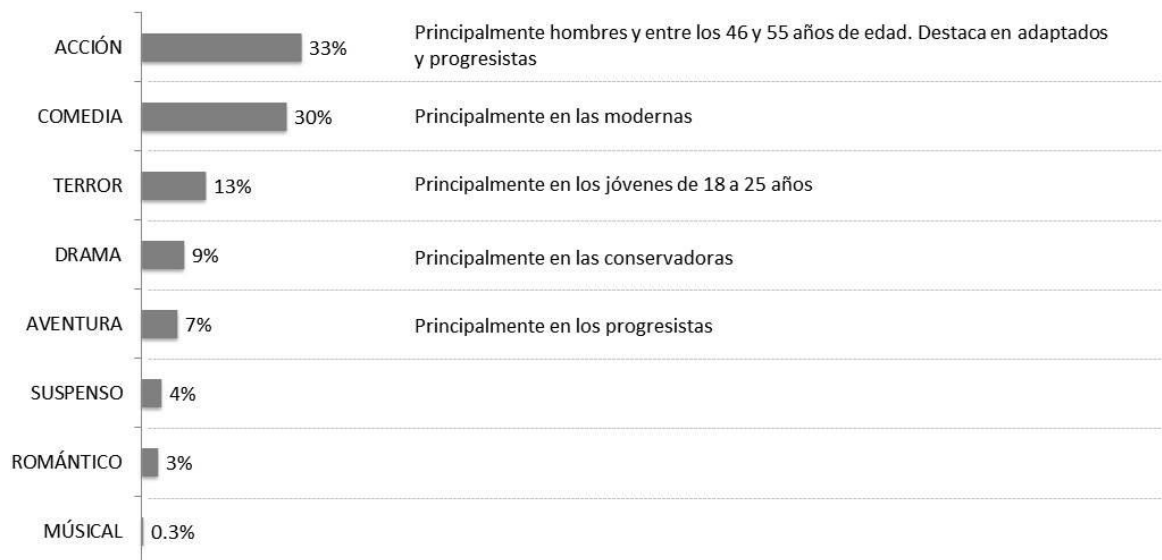 ACCIÓN 33% Principalmente hombres y entre los 46 y 55 años de edad. Destaca en adaptados
y progresistas
COMEDIA 30% Principalmente en las modernas
TERROR 13% Principalmente en los jóvenes de 18 a 25 años
DRAMA 9% Principalmente en las conservadoras
AVENTURA 7% Principalmente en los progresistas
SUSPENSO 4%
ROMÁNTICO 3%
MÚSICAL 0.3%